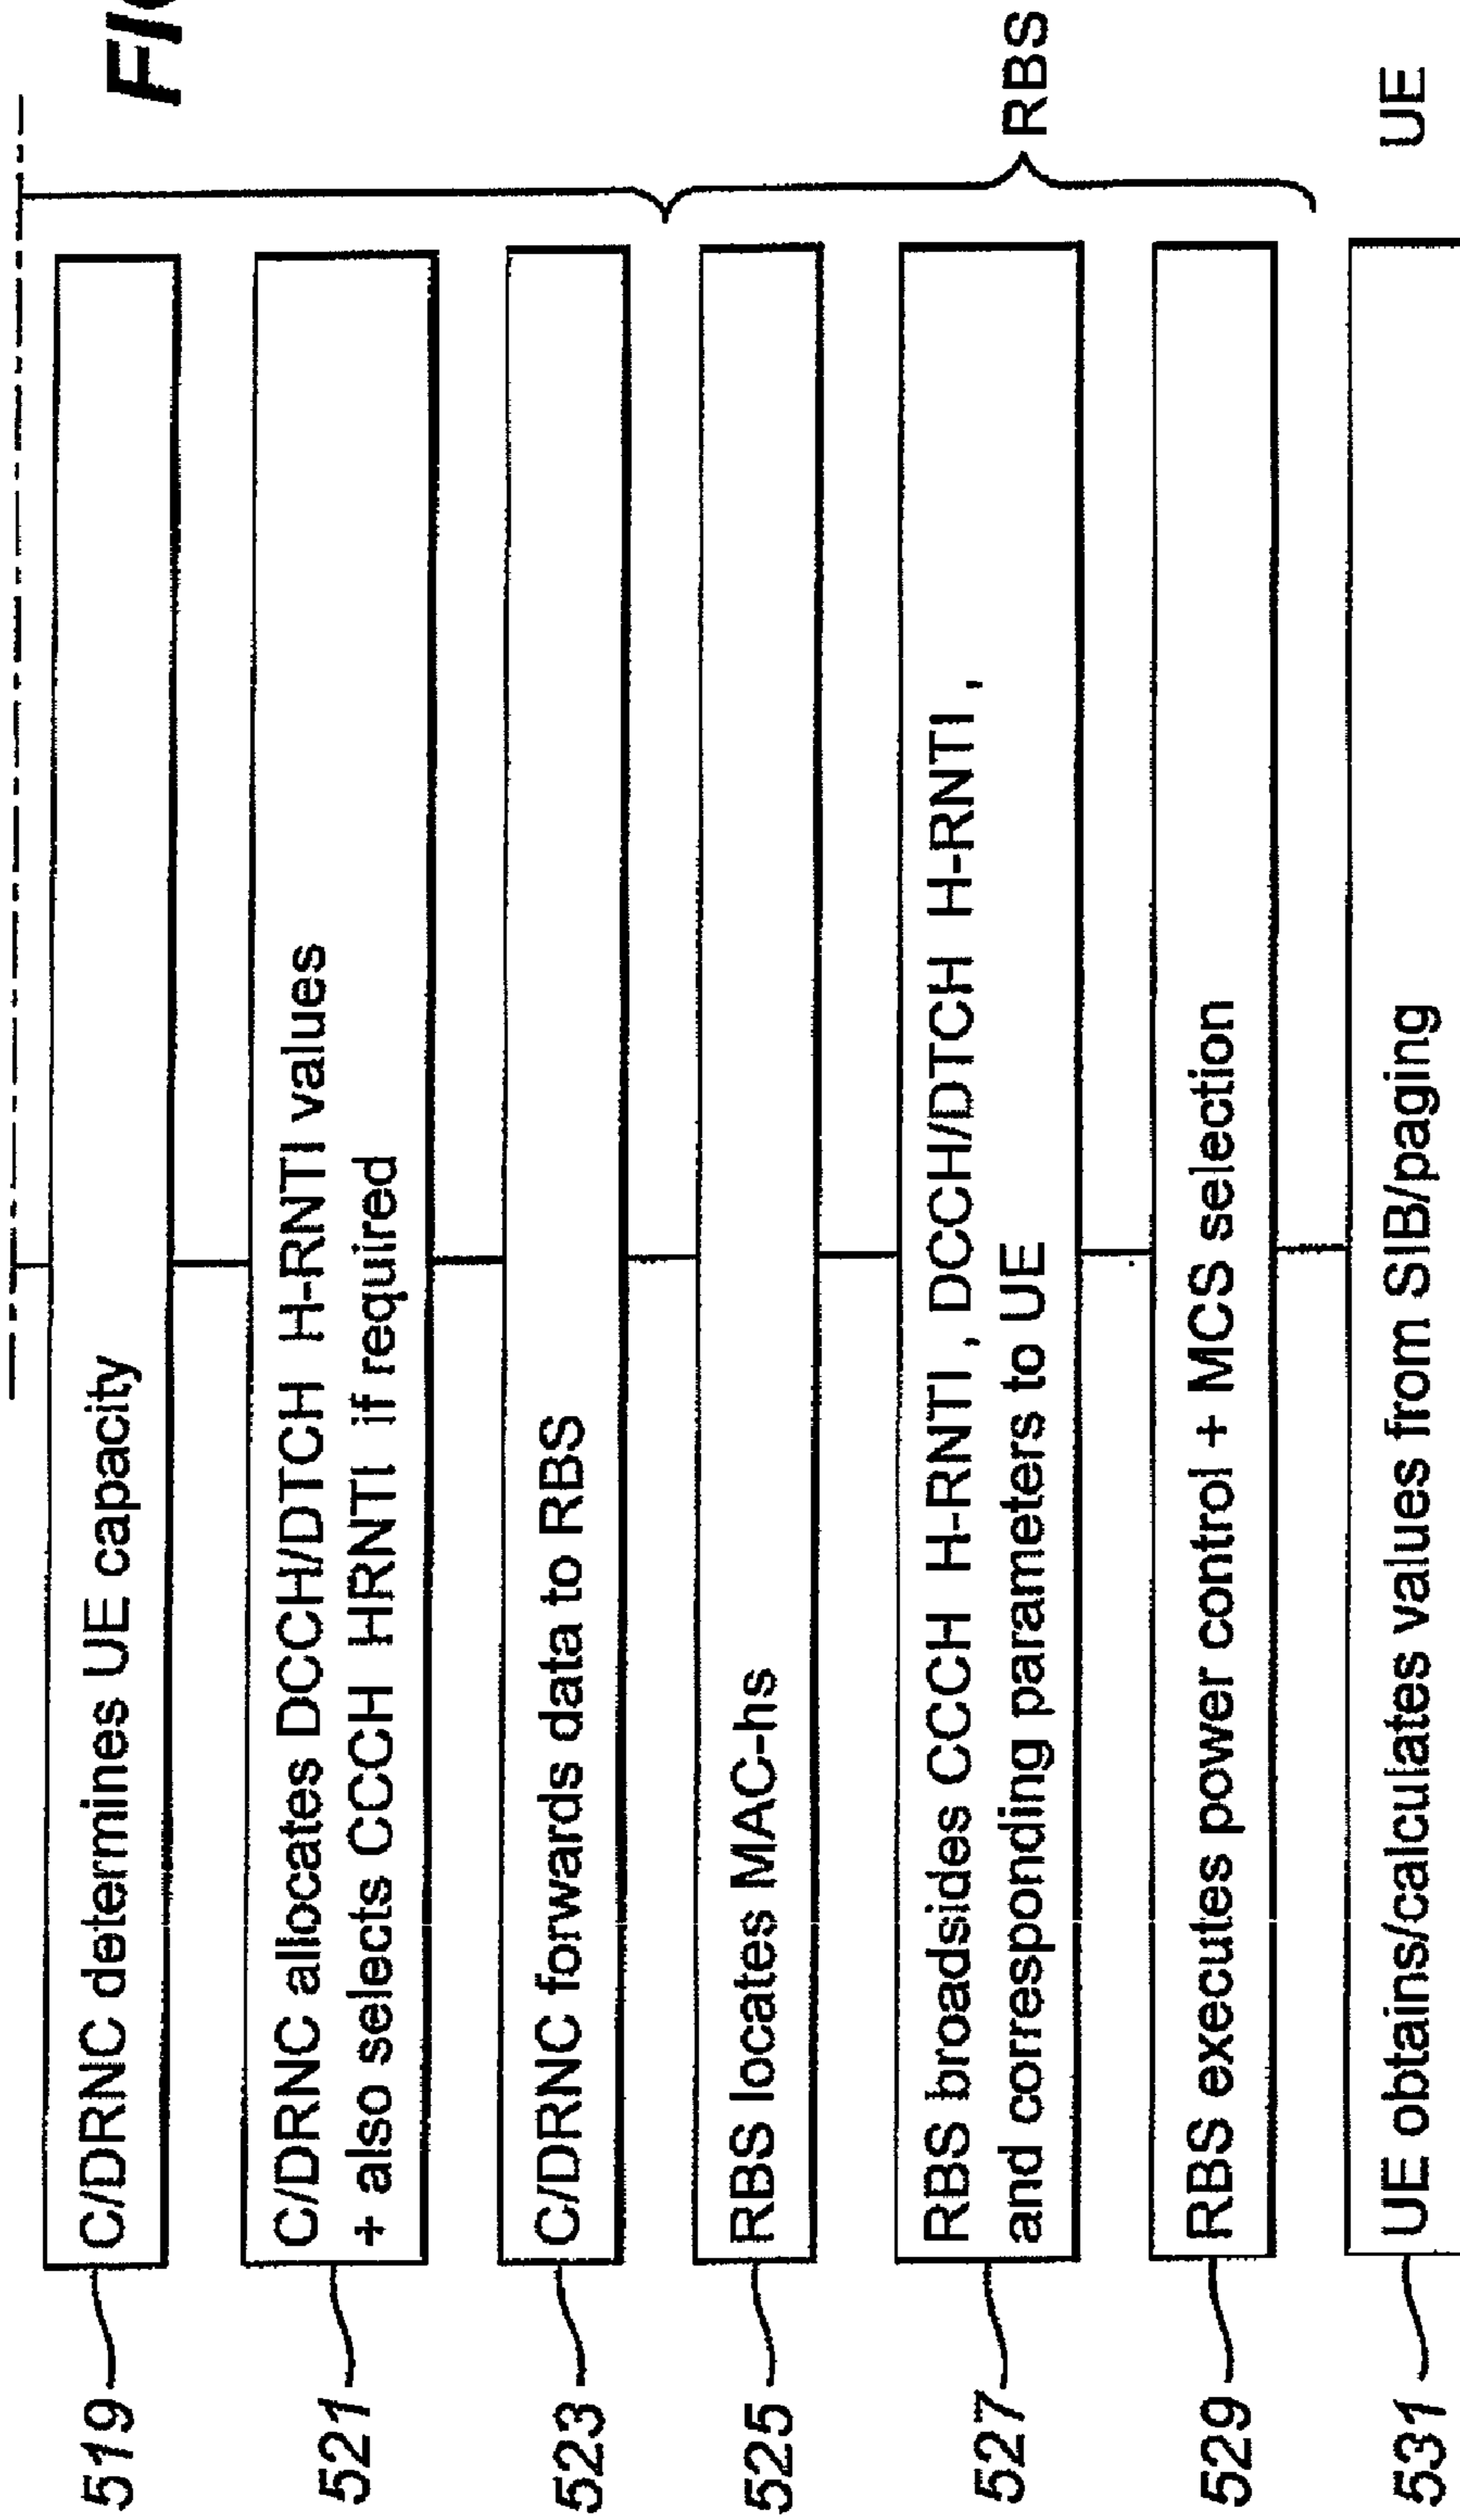 519
C/DRNC determines UE capacity
521
C/DRNC allocates DCCH/DTCH H-RNTI values
+ also selects CCCH HRNTI if required
523
C/DRNC forwards data to RBS
525
RBS locates MAC-hs
527
RBS broadsides CCCH H-RNTI, DCCH/DTCH H-RNTI,
and corresponding parameters to UE
RBS
529
RBS executes power control + MCS selection
531
UE obtains/calculates values from SIB/paging
UE